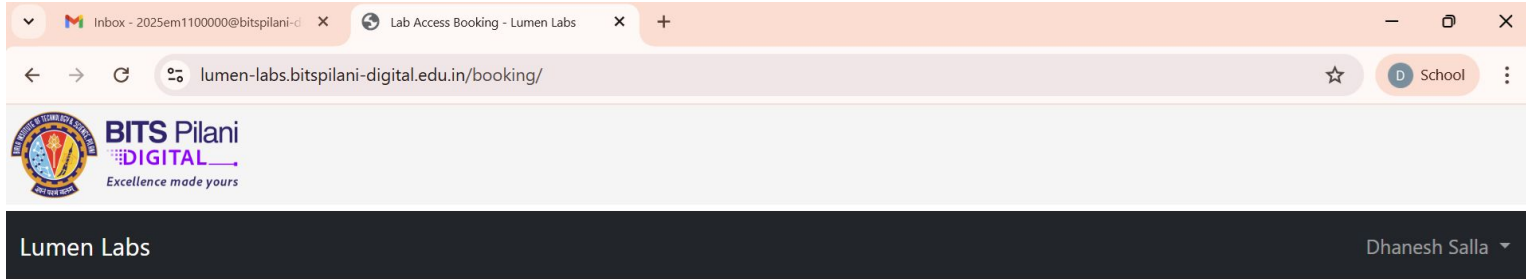 Inbox - 2025em1100000@bitspilani-d
Lab Access Booking - Lumen Labs
lumen-labs.bitspilani-digital.edu.in/booking/
D School
BITS Pilani
DIGITAL
Excellence made yours
Lumen Labs
Dhanesh Salla